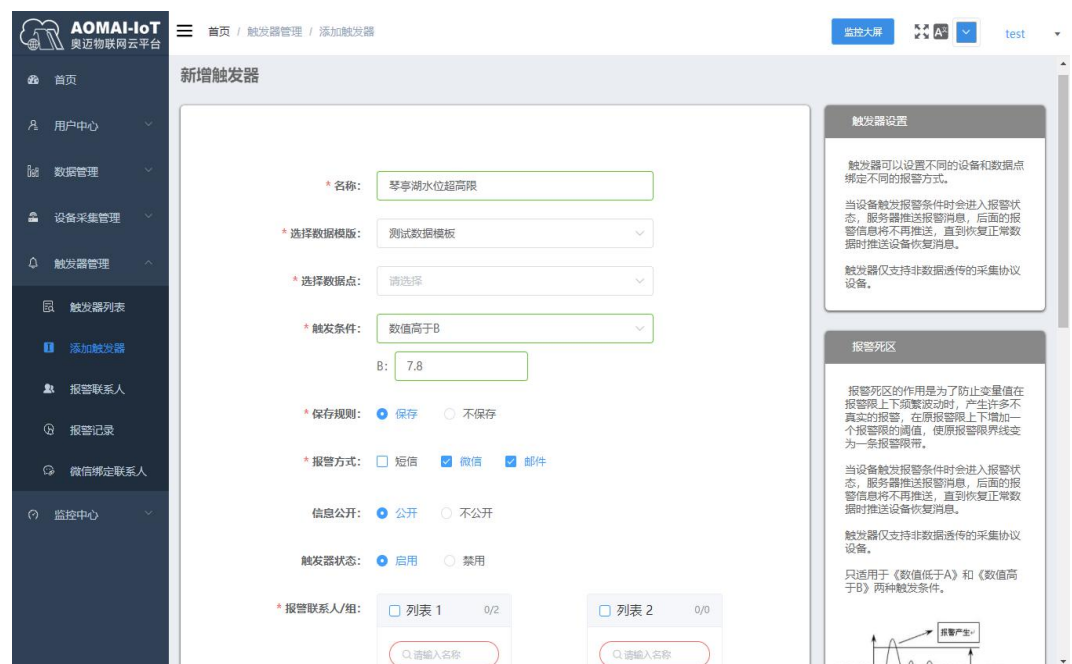 AOMAI-IoT
奥迈物联网云平台
首页 / 触发器管理 / 添加触发器
监控大屏
test
首页
用户中心
数据管理
设备采集管理
触发器管理
触发器列表
添加触发器
报警联系人
报警记录
微信绑定联系人
监控中心
新增触发器
* 名称: 琴亭湖水位超高限
* 选择数据模版: 测试数据模板
* 选择数据点: 请选择
* 触发条件: 数值高于B
B: 7.8
* 保存规则: 保存 不保存
* 报警方式: 短信 微信 邮件
信息公开: 公开 不公开
触发器状态: 启用 禁用
* 报警联系人/组: 列表 1 0/2 列表 2 0/0
请输入名称 请输入名称
触发器设置
触发器可以设置不同的设备和数据点
绑定不同的报警方式。
当设备触发报警条件时会进入报警状
态，服务器推送报警消息，后面的报
警信息将不再推送，直到恢复正常数
据时推送设备恢复消息。
触发器仅支持非数据透传的采集协议
设备。
报警死区
报警死区的作用是为了防止变量值在
报警限上下频繁波动时，产生许多不
真实的报警，在原报警限上下增加一
个报警限的阈值，使原报警限界线变
为一条报警限带。
当设备触发报警条件时会进入报警状
态，服务器推送报警消息，后面的报
警信息将不再推送，直到恢复正常数
据时推送设备恢复消息。
触发器仅支持非数据透传的采集协议
设备。
只适用于《数值低于A》和《数值高
于B》两种触发条件。
报警产生